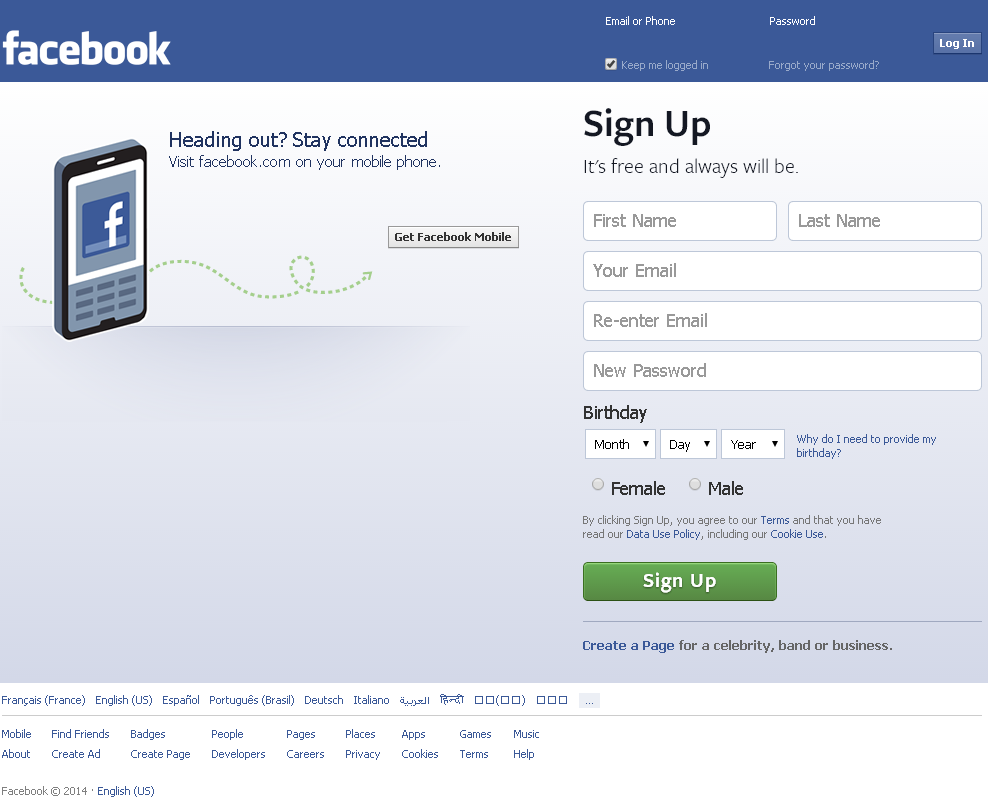 facebook
Email or Phone
Password
Keep me logged in
Forgot your password?
Log In
Heading out? Stay connected
Visit facebook.com on your mobile phone.
f
Get Facebook Mobile
Sign Up
It's free and always will be.
First Name
Last Name
Your Email
Re-enter Email
New Password
Birthday
Month
Day
Year
Why do I need to provide my
birthday?
Female
Male
By clicking Sign Up, you agree to our Terms and that you have
read our Data Use Policy, including our Cookie Use.
Sign Up
Create a Page for a celebrity, band or business.
Français (France) English (US) Español Português (Brasil) Deutsch Italiano العربية हिन्दी □□(□□) □□□ ...
Mobile Find Friends Badges People Pages Places Apps Games Music
About Create Ad Create Page Developers Careers Privacy Cookies Terms Help
Facebook © 2014 · English (US)